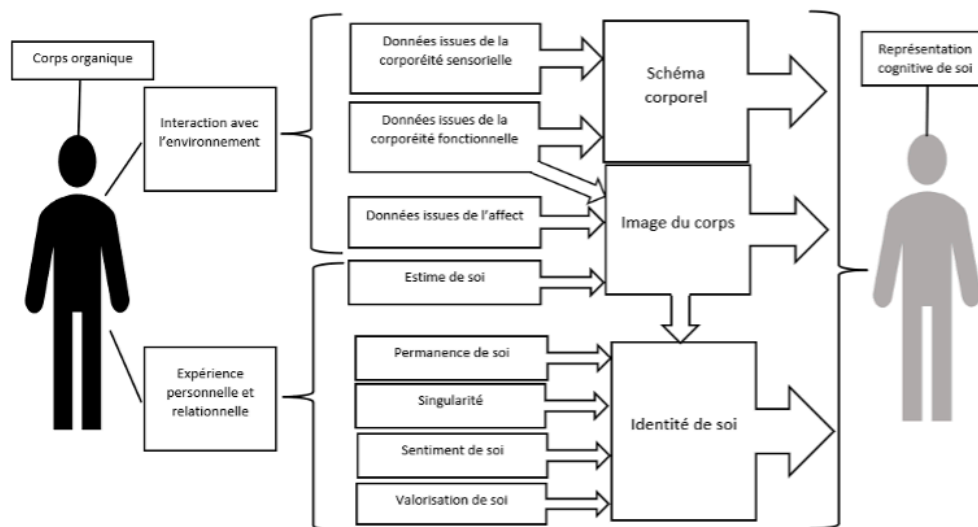 Corps organique
Interaction avec
l'environnement
Expérience
personnelle et
relationnelle
Données issues de la
corporéité sensorielle
Données issues de la
corporéité fonctionnelle
Données issues de l'affect
Estime de soi
Permanence de soi
Singularité
Sentiment de soi
Valorisation de soi
Schéma
corporel
Image du corps
Identité de soi
Représentation
cognitive de soi